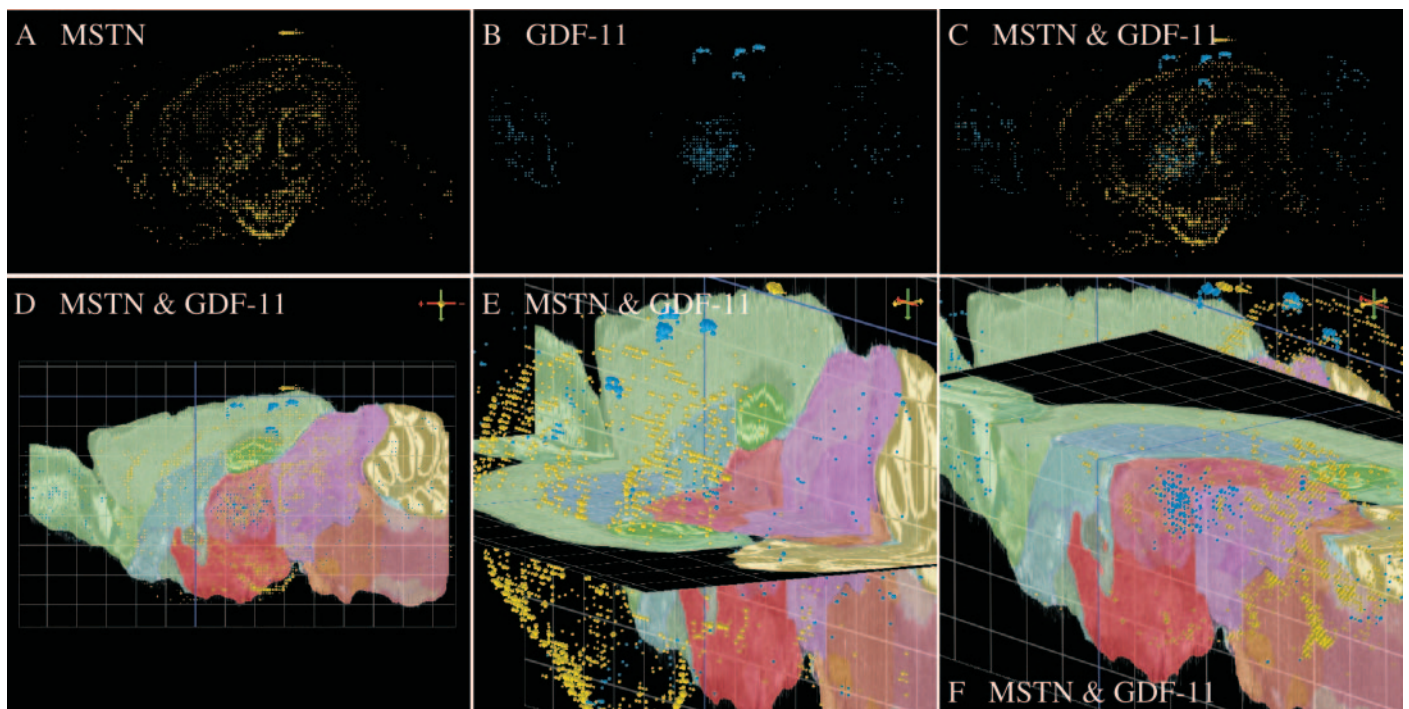 A MSTN
B GDF-11
C MSTN & GDF-11
D MSTN & GDF-11
E MSTN & GDF-11
F MSTN & GDF-11